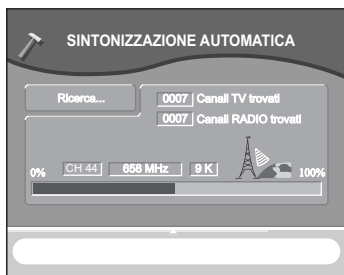 SINTONIZZAZIONE AUTOMATICA
Ricerca...
0007 Canali TV trovati
0007 Canali RADIO trovati
CH 44 658 MHz 9 K
0% 100%